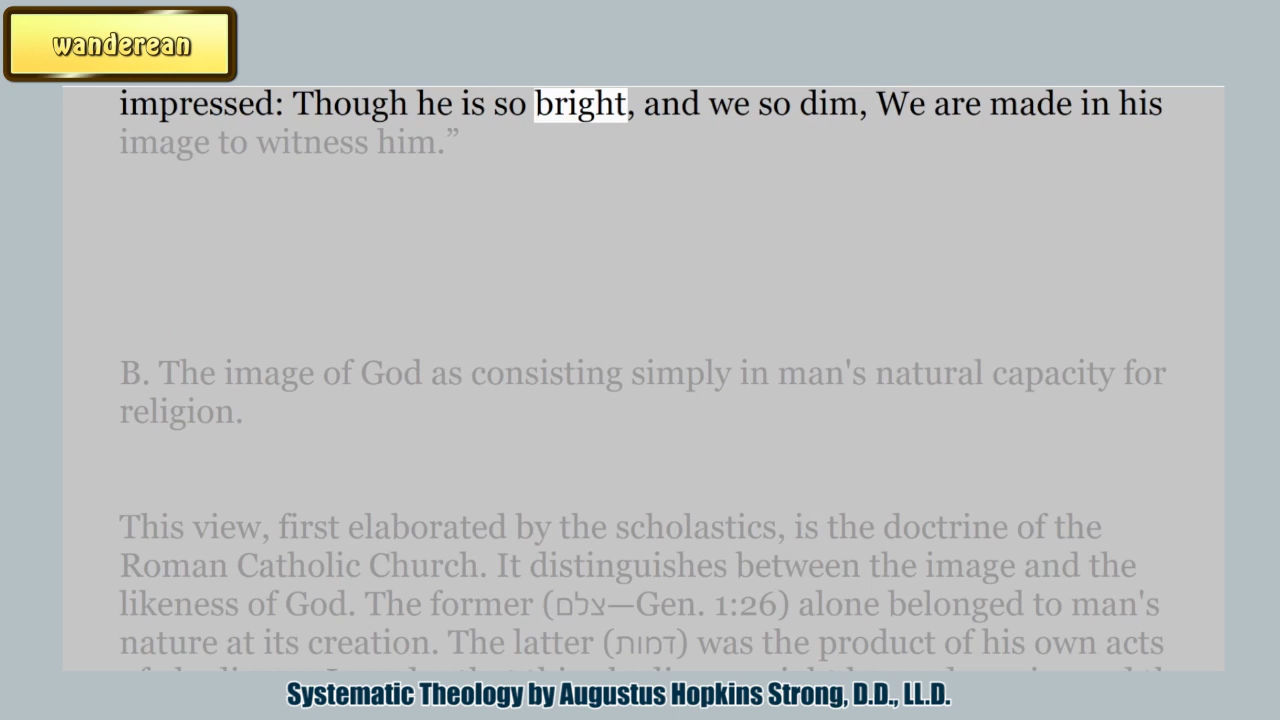 wanderean
impressed: Though he is so bright, and we so dim, We are made in his
image to witness him.”
B. The image of God as consisting simply in man's natural capacity for
religion.
This view, first elaborated by the scholastics, is the doctrine of the
Roman Catholic Church. It distinguishes between the image and the
likeness of God. The former (צלם—Gen. 1:26) alone belonged to man's
nature at its creation. The latter (דמות) was the product of his own acts
Systematic Theology by Augustus Hopkins Strong, D.D., LL.D.